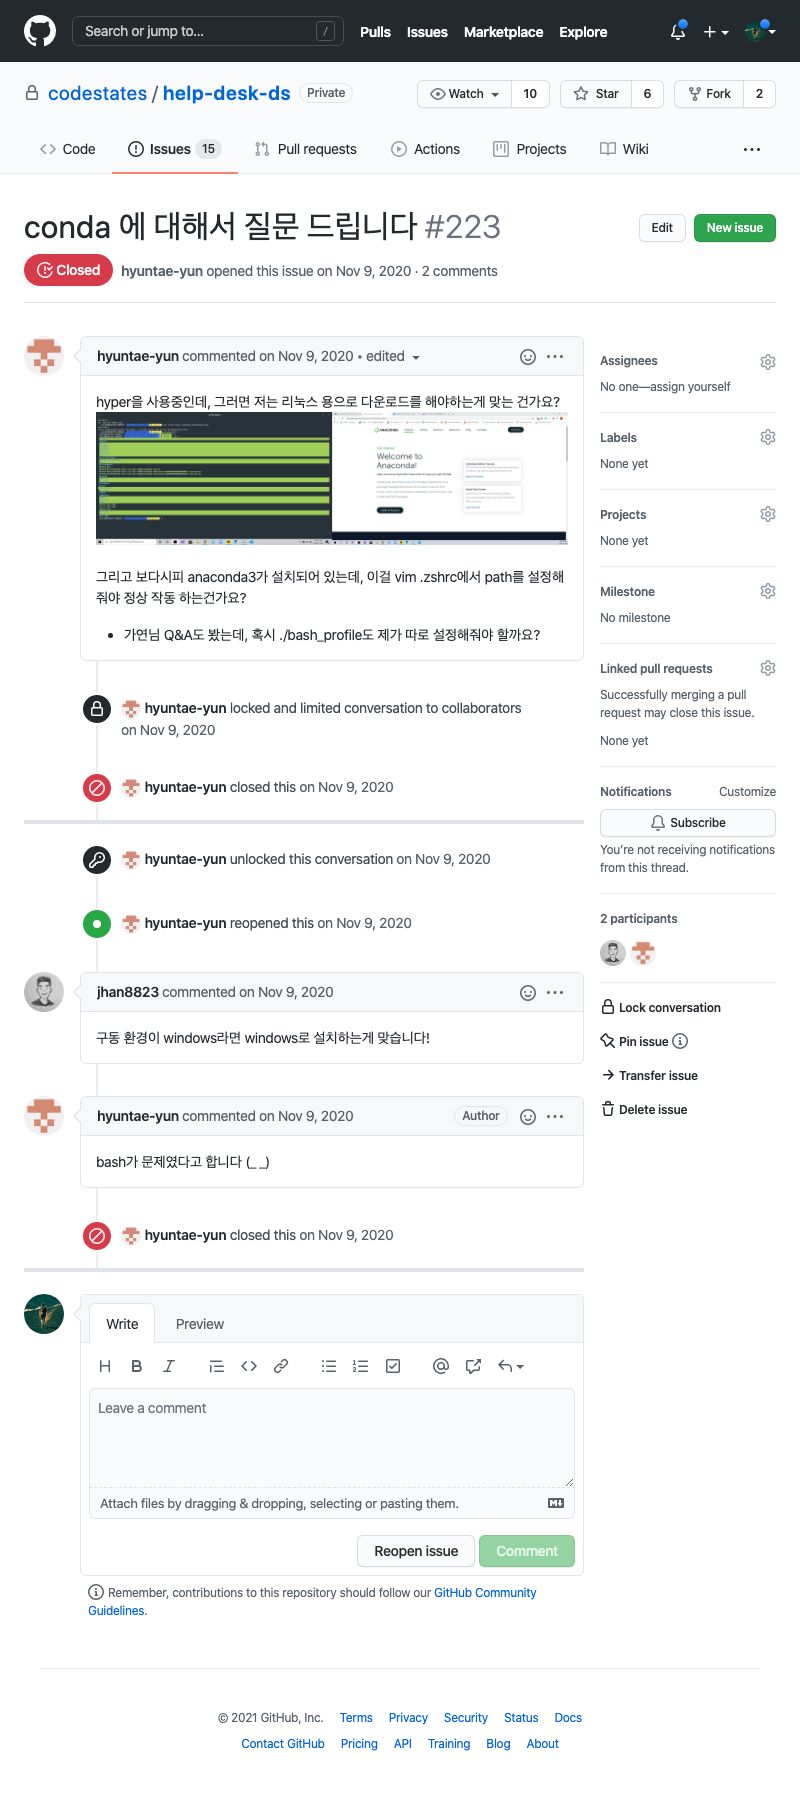 Search or jump to...
/
Pulls
Issues
Marketplace
Explore
codestates / help-desk-ds
Private
Watch
10
Star
6
Fork
2
Code
Issues
15
Pull requests
Actions
Projects
Wiki
conda 에 대해서 질문 드립니다 #223
Edit
New issue
Closed
hyuntae-yun opened this issue on Nov 9, 2020 · 2 comments
hyuntae-yun commented on Nov 9, 2020 • edited
hyper을 사용중인데, 그러면 저는 리눅스 용으로 다운로드를 해야하는게 맞는 건가요?
ANACONDA
Welcome to
Anaconda!
그리고 보다시피 anaconda3가 설치되어 있는데, 이걸 vim .zshrc에서 path를 설정해
줘야 정상 작동 하는건가요?
• 가연님 Q&A도 봤는데, 혹시 ./bash_profile도 제가 따로 설정해줘야 할까요?
hyuntae-yun locked and limited conversation to collaborators
on Nov 9, 2020
hyuntae-yun closed this on Nov 9, 2020
hyuntae-yun unlocked this conversation on Nov 9, 2020
hyuntae-yun reopened this on Nov 9, 2020
jhan8823 commented on Nov 9, 2020
구동 환경이 windows라면 windows로 설치하는게 맞습니다!
hyuntae-yun commented on Nov 9, 2020
Author
bash가 문제였다고 합니다 (_ _)
hyuntae-yun closed this on Nov 9, 2020
Write
Preview
Leave a comment
Attach files by dragging & dropping, selecting or pasting them.
Reopen issue
Comment
Remember, contributions to this repository should follow our GitHub Community
Guidelines.
Assignees
No one—assign yourself
Labels
None yet
Projects
None yet
Milestone
No milestone
Linked pull requests
Successfully merging a pull
request may close this issue.
None yet
Notifications
Customize
Subscribe
You're not receiving notifications
from this thread.
2 participants
Lock conversation
Pin issue
Transfer issue
Delete issue
© 2021 GitHub, Inc.
Terms
Privacy
Security
Status
Docs
Contact GitHub
Pricing
API
Training
Blog
About